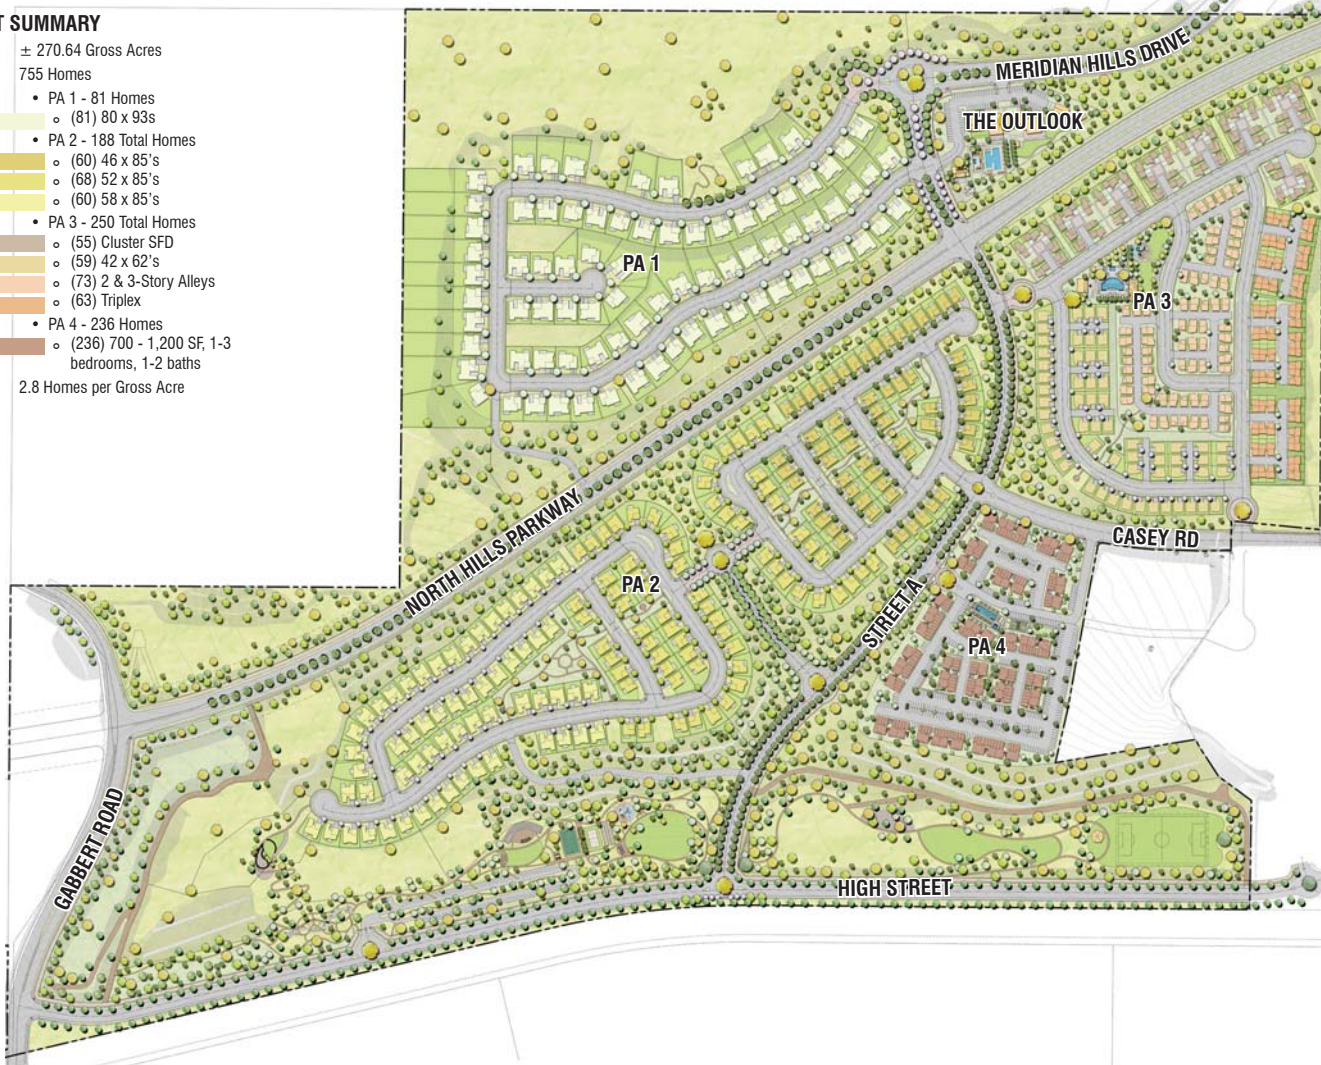 T SUMMARY
± 270.64 Gross Acres
755 Homes
• PA 1 - 81 Homes
o (81) 80 x 93s
• PA 2 - 188 Total Homes
o (60) 46 x 85's
o (68) 52 x 85's
o (60) 58 x 85's
• PA 3 - 250 Total Homes
o (55) Cluster SFD
o (59) 42 x 62's
o (73) 2 & 3-Story Alleys
o (63) Triplex
• PA 4 - 236 Homes
o (236) 700 - 1,200 SF, 1-3
bedrooms, 1-2 baths
2.8 Homes per Gross Acre
MERIDIAN HILLS DRIVE
THE OUTLOOK
PA 1
PA 3
NORTH HILLS PARKWAY
CASEY RD
PA 2
STREET A
PA 4
GABBERT ROAD
HIGH STREET